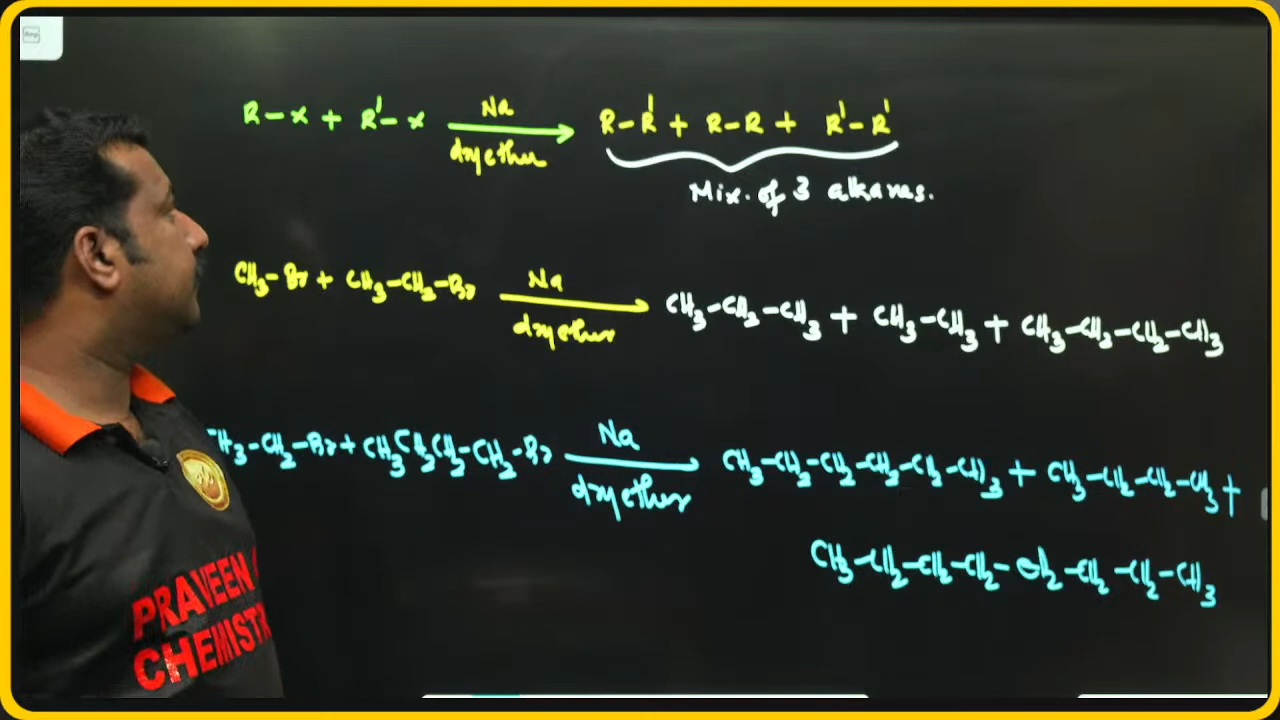 R-X + R'-X Na dry ether R-R' + R-R + R'-R'
Mix. of 3 alkanes.
CH3-Br + CH3-CH2-Br Na dry ether CH3-CH2-CH3 + CH3-CH3 + CH3-CH2-CH2-CH3
CH3-CH2-Br + CH3CH2CH2-CH2-Br Na dry ether CH3-CH2-CH2-CH2-CH2-CH3 + CH3-CH2-CH2-CH3 +
CH3-CH2-CH2-CH2-CH2-CH2-CH2-CH3
PRAVEEN
CHEMISTR